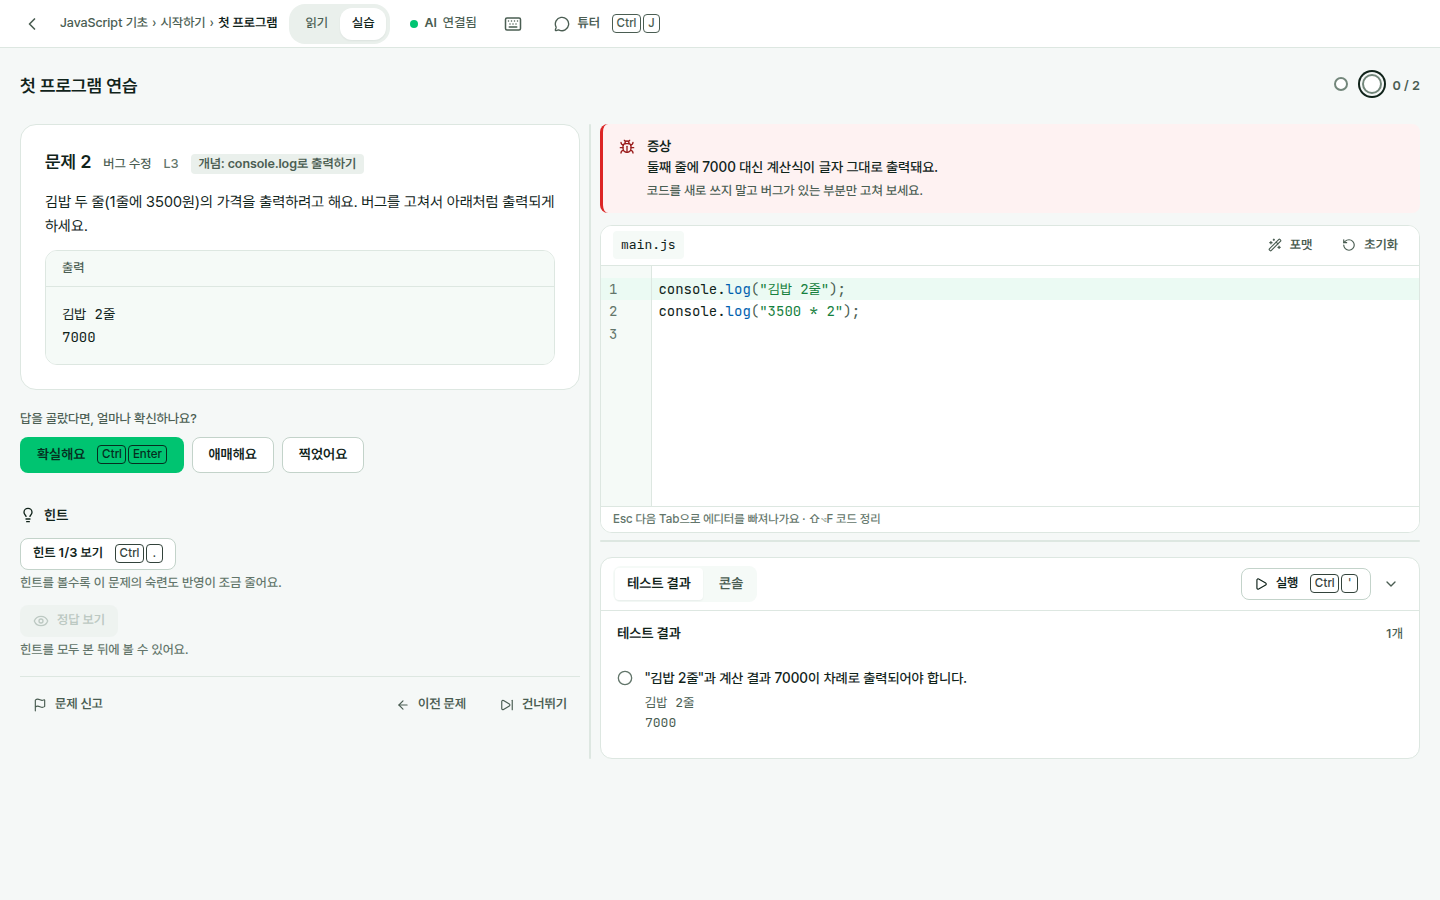 JavaScript 기초 › 시작하기 › 첫 프로그램
읽기 실습
AI 연결됨
튜터 Ctrl J
첫 프로그램 연습
0 / 2
문제 2 버그 수정 L3 개념: console.log로 출력하기
김밥 두 줄(1줄에 3500원)의 가격을 출력하려고 해요. 버그를 고쳐서 아래처럼 출력되게
하세요.
출력
김밥 2줄
7000
답을 골랐다면, 얼마나 확신하나요?
확실해요 Ctrl Enter
애매해요
찍었어요
힌트
힌트 1/3 보기 Ctrl .
힌트를 볼수록 이 문제의 숙련도 반영이 조금 줄어요.
정답 보기
힌트를 모두 본 뒤에 볼 수 있어요.
문제 신고
이전 문제
건너뛰기
증상
둘째 줄에 7000 대신 계산식이 글자 그대로 출력돼요.
코드를 새로 쓰지 말고 버그가 있는 부분만 고쳐 보세요.
main.js
포맷
초기화
1 console.log("김밥 2줄");
2 console.log("3500 * 2");
3
Esc 다음 Tab으로 에디터를 빠져나가요 · ⇧⌥F 코드 정리
테스트 결과
콘솔
실행 Ctrl '
테스트 결과
1개
"김밥 2줄"과 계산 결과 7000이 차례로 출력되어야 합니다.
김밥 2줄
7000